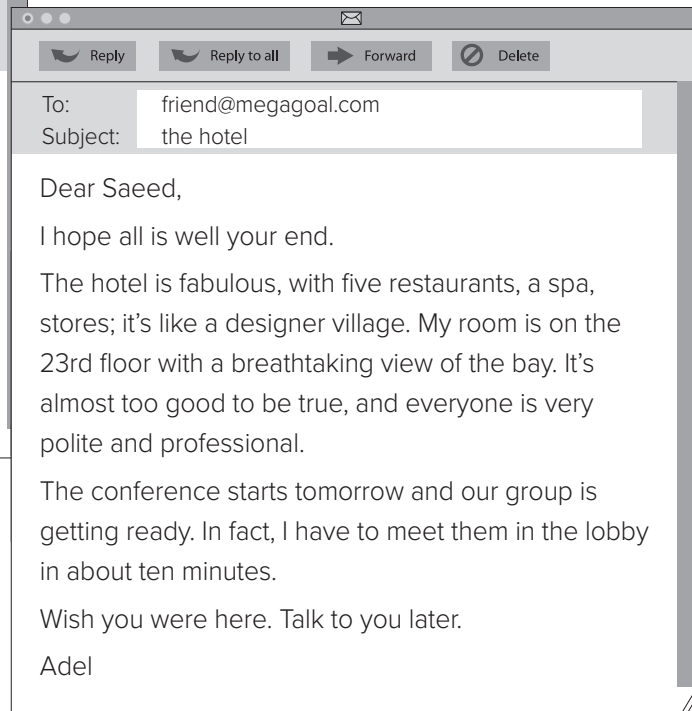 Reply
Reply to all
Forward
Delete
To: friend@megagoal.com
Subject: the hotel
Dear Saeed,
I hope all is well your end.
The hotel is fabulous, with five restaurants, a spa,
stores; it’s like a designer village. My room is on the
23rd floor with a breathtaking view of the bay. It’s
almost too good to be true, and everyone is very
polite and professional.
The conference starts tomorrow and our group is
getting ready. In fact, I have to meet them in the lobby
in about ten minutes.
Wish you were here. Talk to you later.
Adel